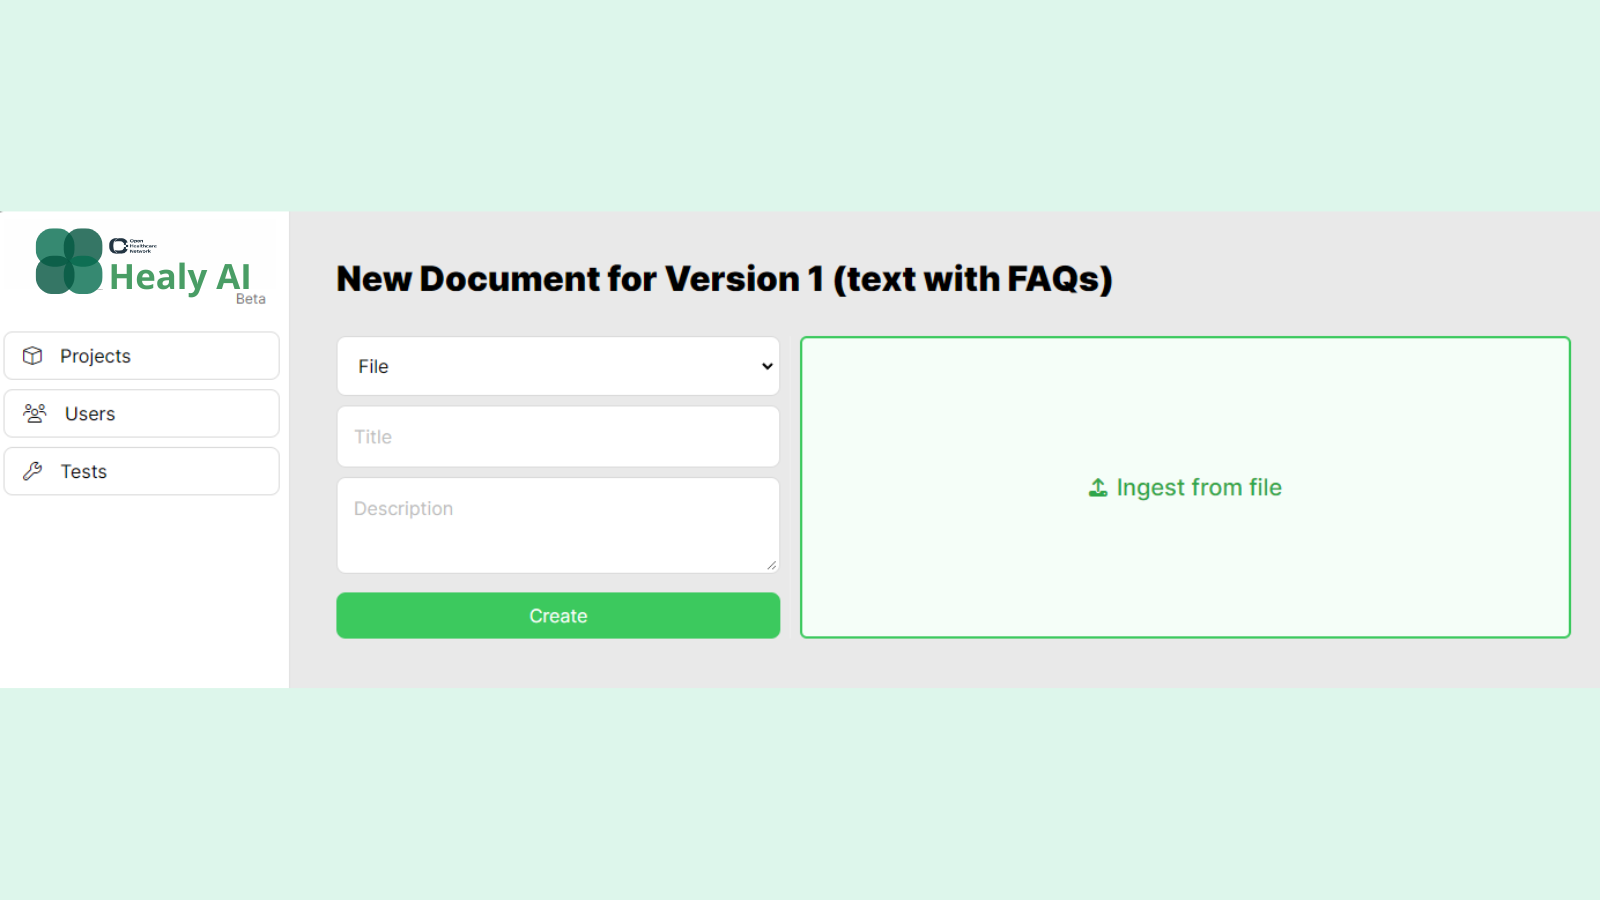 Open
Healthcare
Network
Healy AI
Beta
Projects
Users
Tests
New Document for Version 1 (text with FAQs)
File
Title
Description
Create
Ingest from file